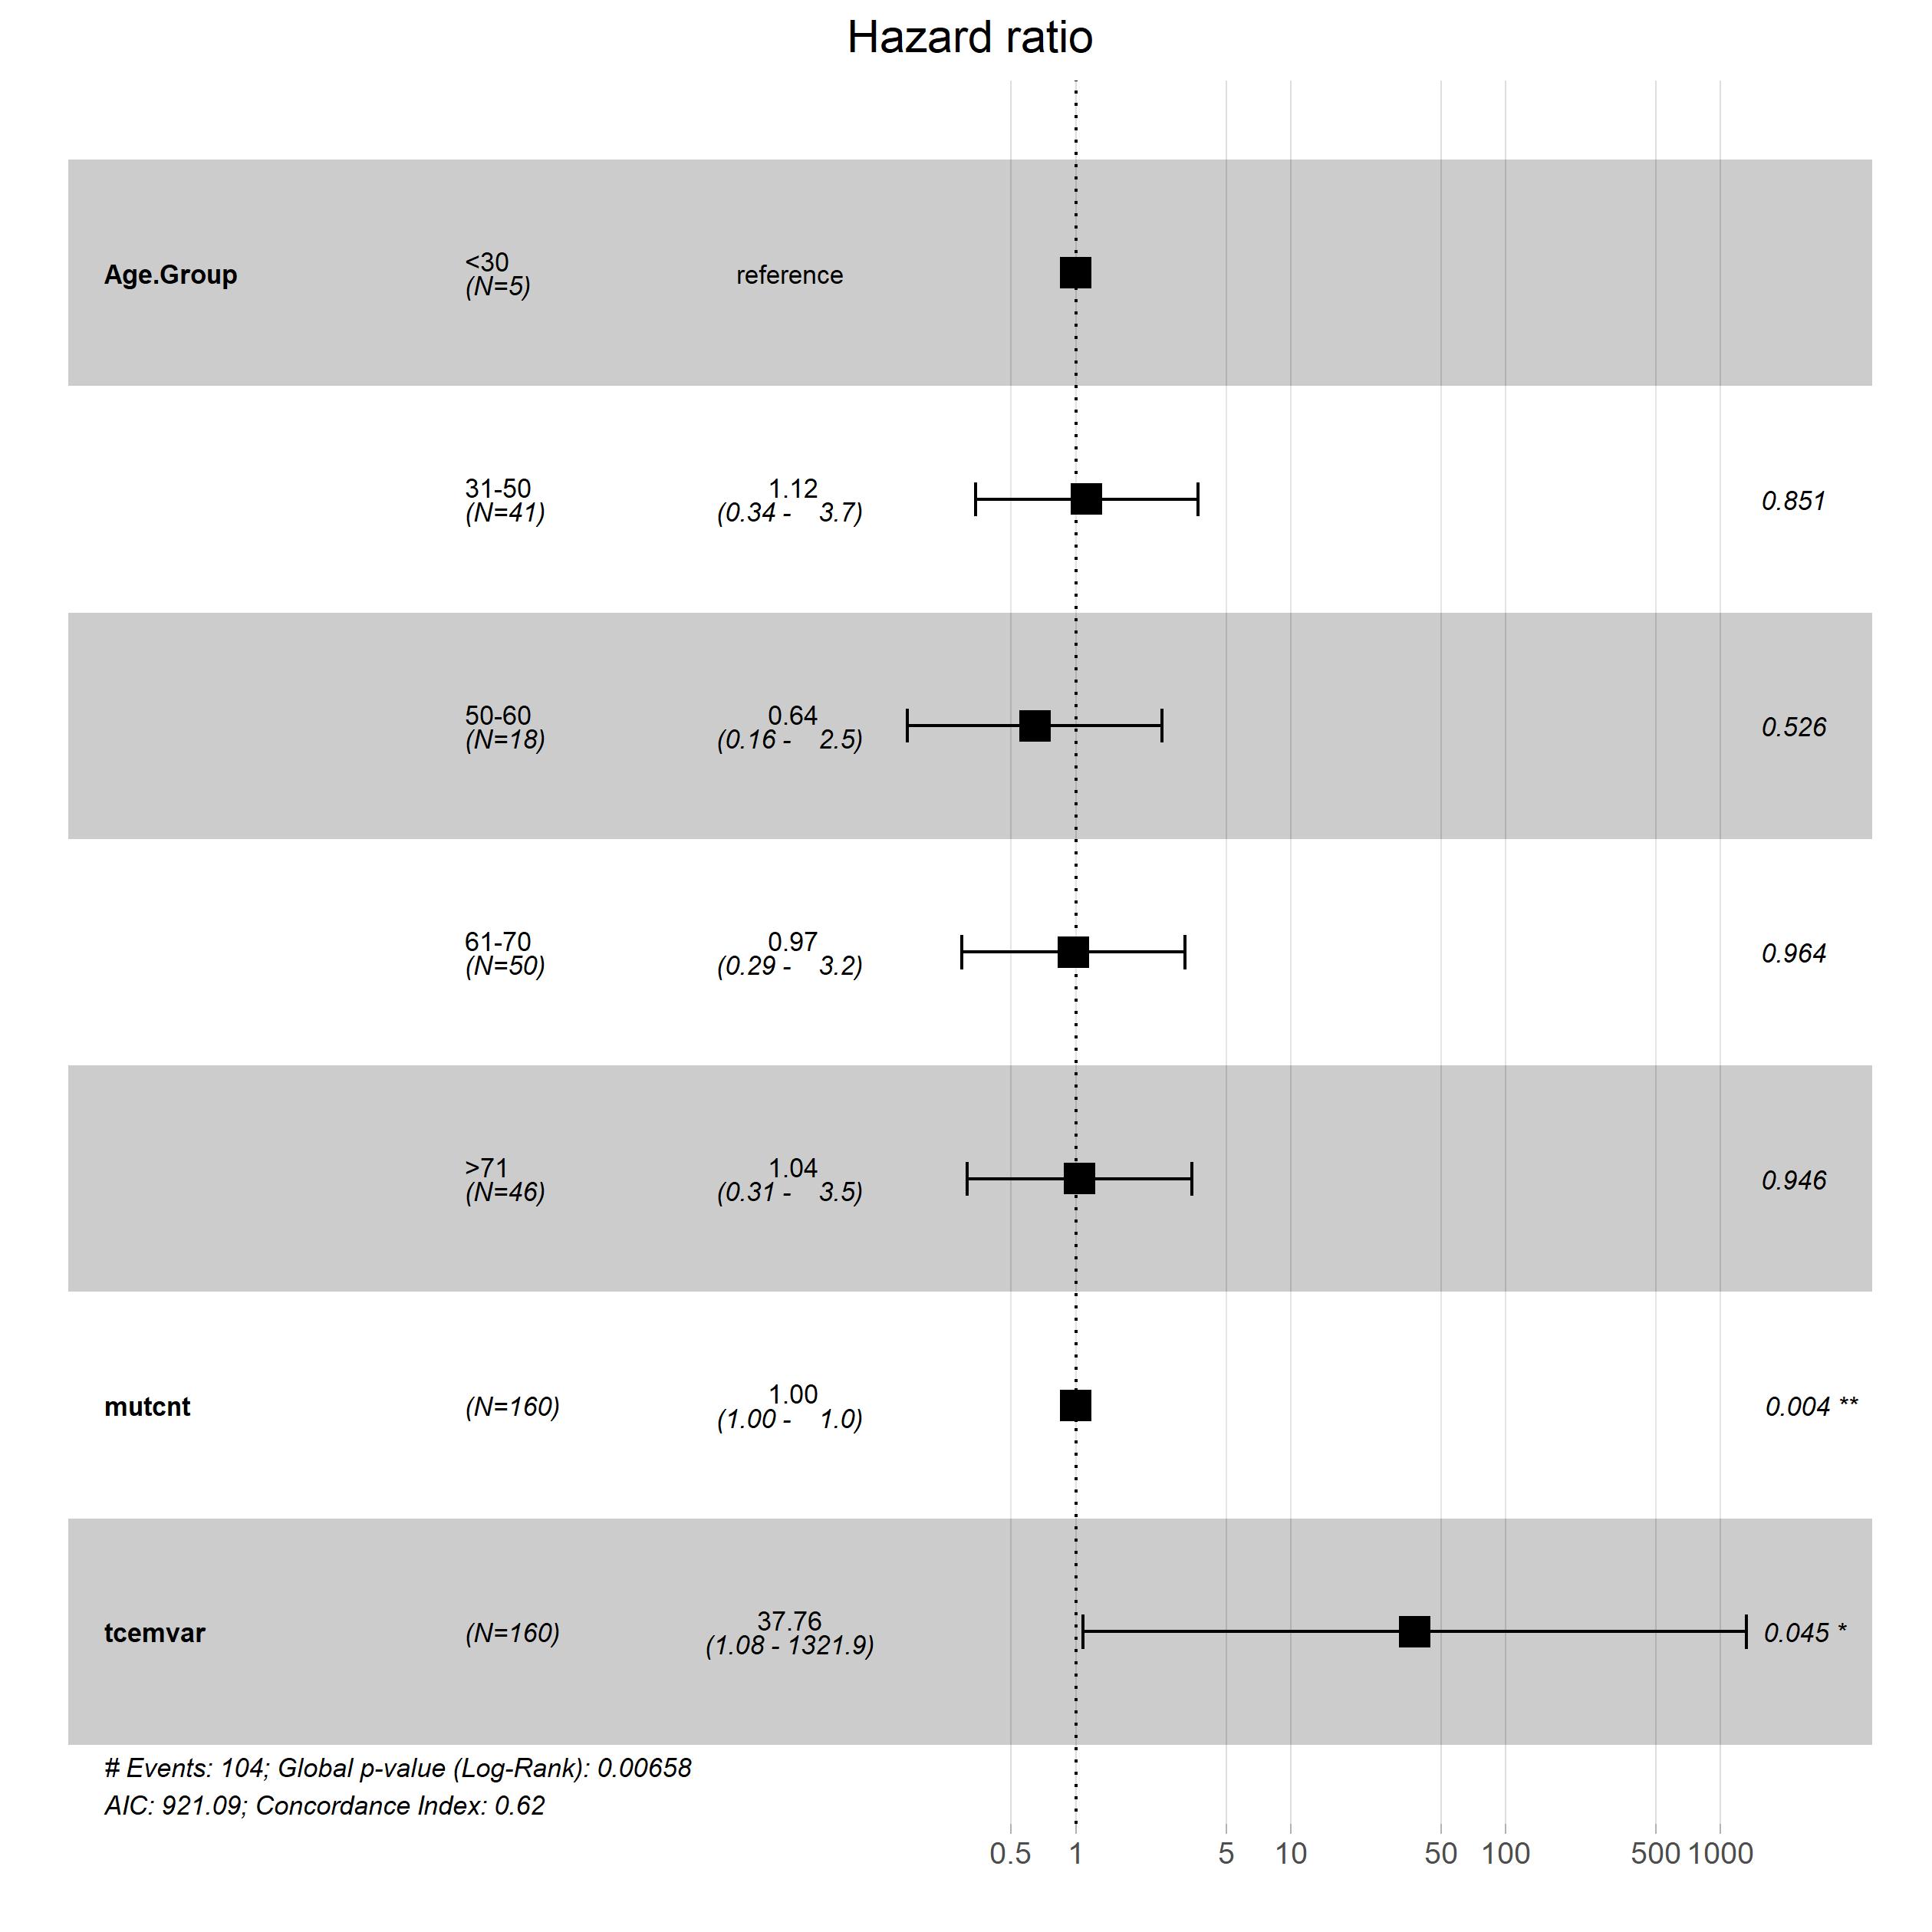 Hazard ratio
Age.Group <30 reference
(N=5)
31-50 1.12 0.851
(N=41) (0.34 - 3.7)
50-60 0.64 0.526
(N=18) (0.16 - 2.5)
61-70 0.97 0.964
(N=50) (0.29 - 3.2)
>71 1.04 0.946
(N=46) (0.31 - 3.5)
mutcnt (N=160) 1.00 0.004 **
(1.00 - 1.0)
tcemvar (N=160) 37.76 0.045 *
(1.08 - 1321.9)
# Events: 104; Global p-value (Log-Rank): 0.00658
AIC: 921.09; Concordance Index: 0.62
0.5 1 5 10 50 100 500 1000